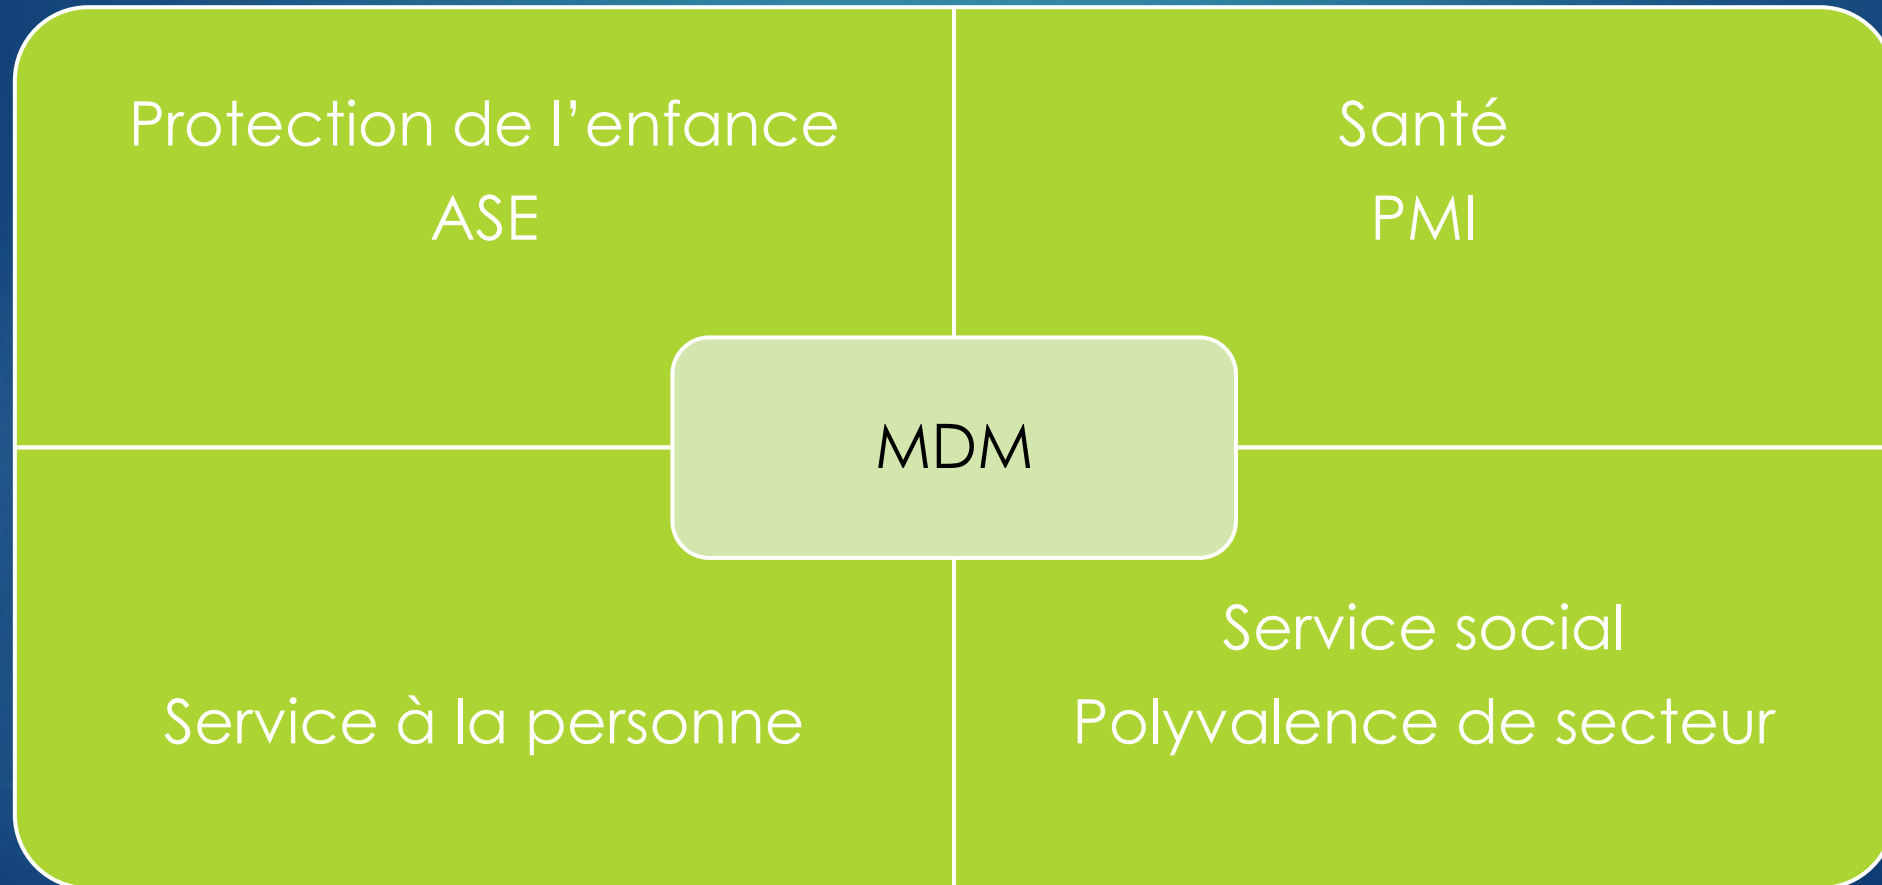 Protection de l’enfance
ASE
Santé
PMI
MDM
Service à la personne
Service social
Polyvalence de secteur